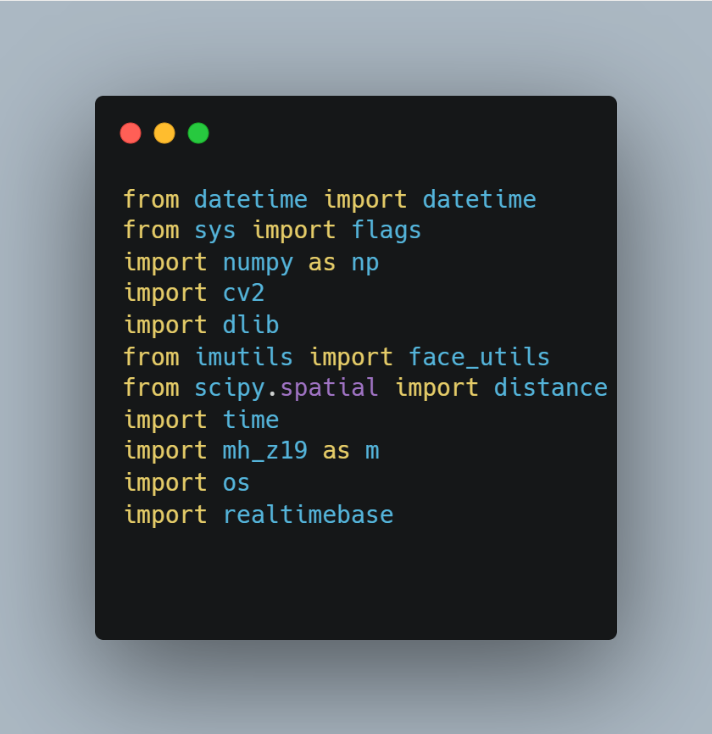 from datetime import datetime
from sys import flags
import numpy as np
import cv2
import dlib
from imutils import face_utils
from scipy.spatial import distance
import time
import mh_z19 as m
import os
import realtimebase